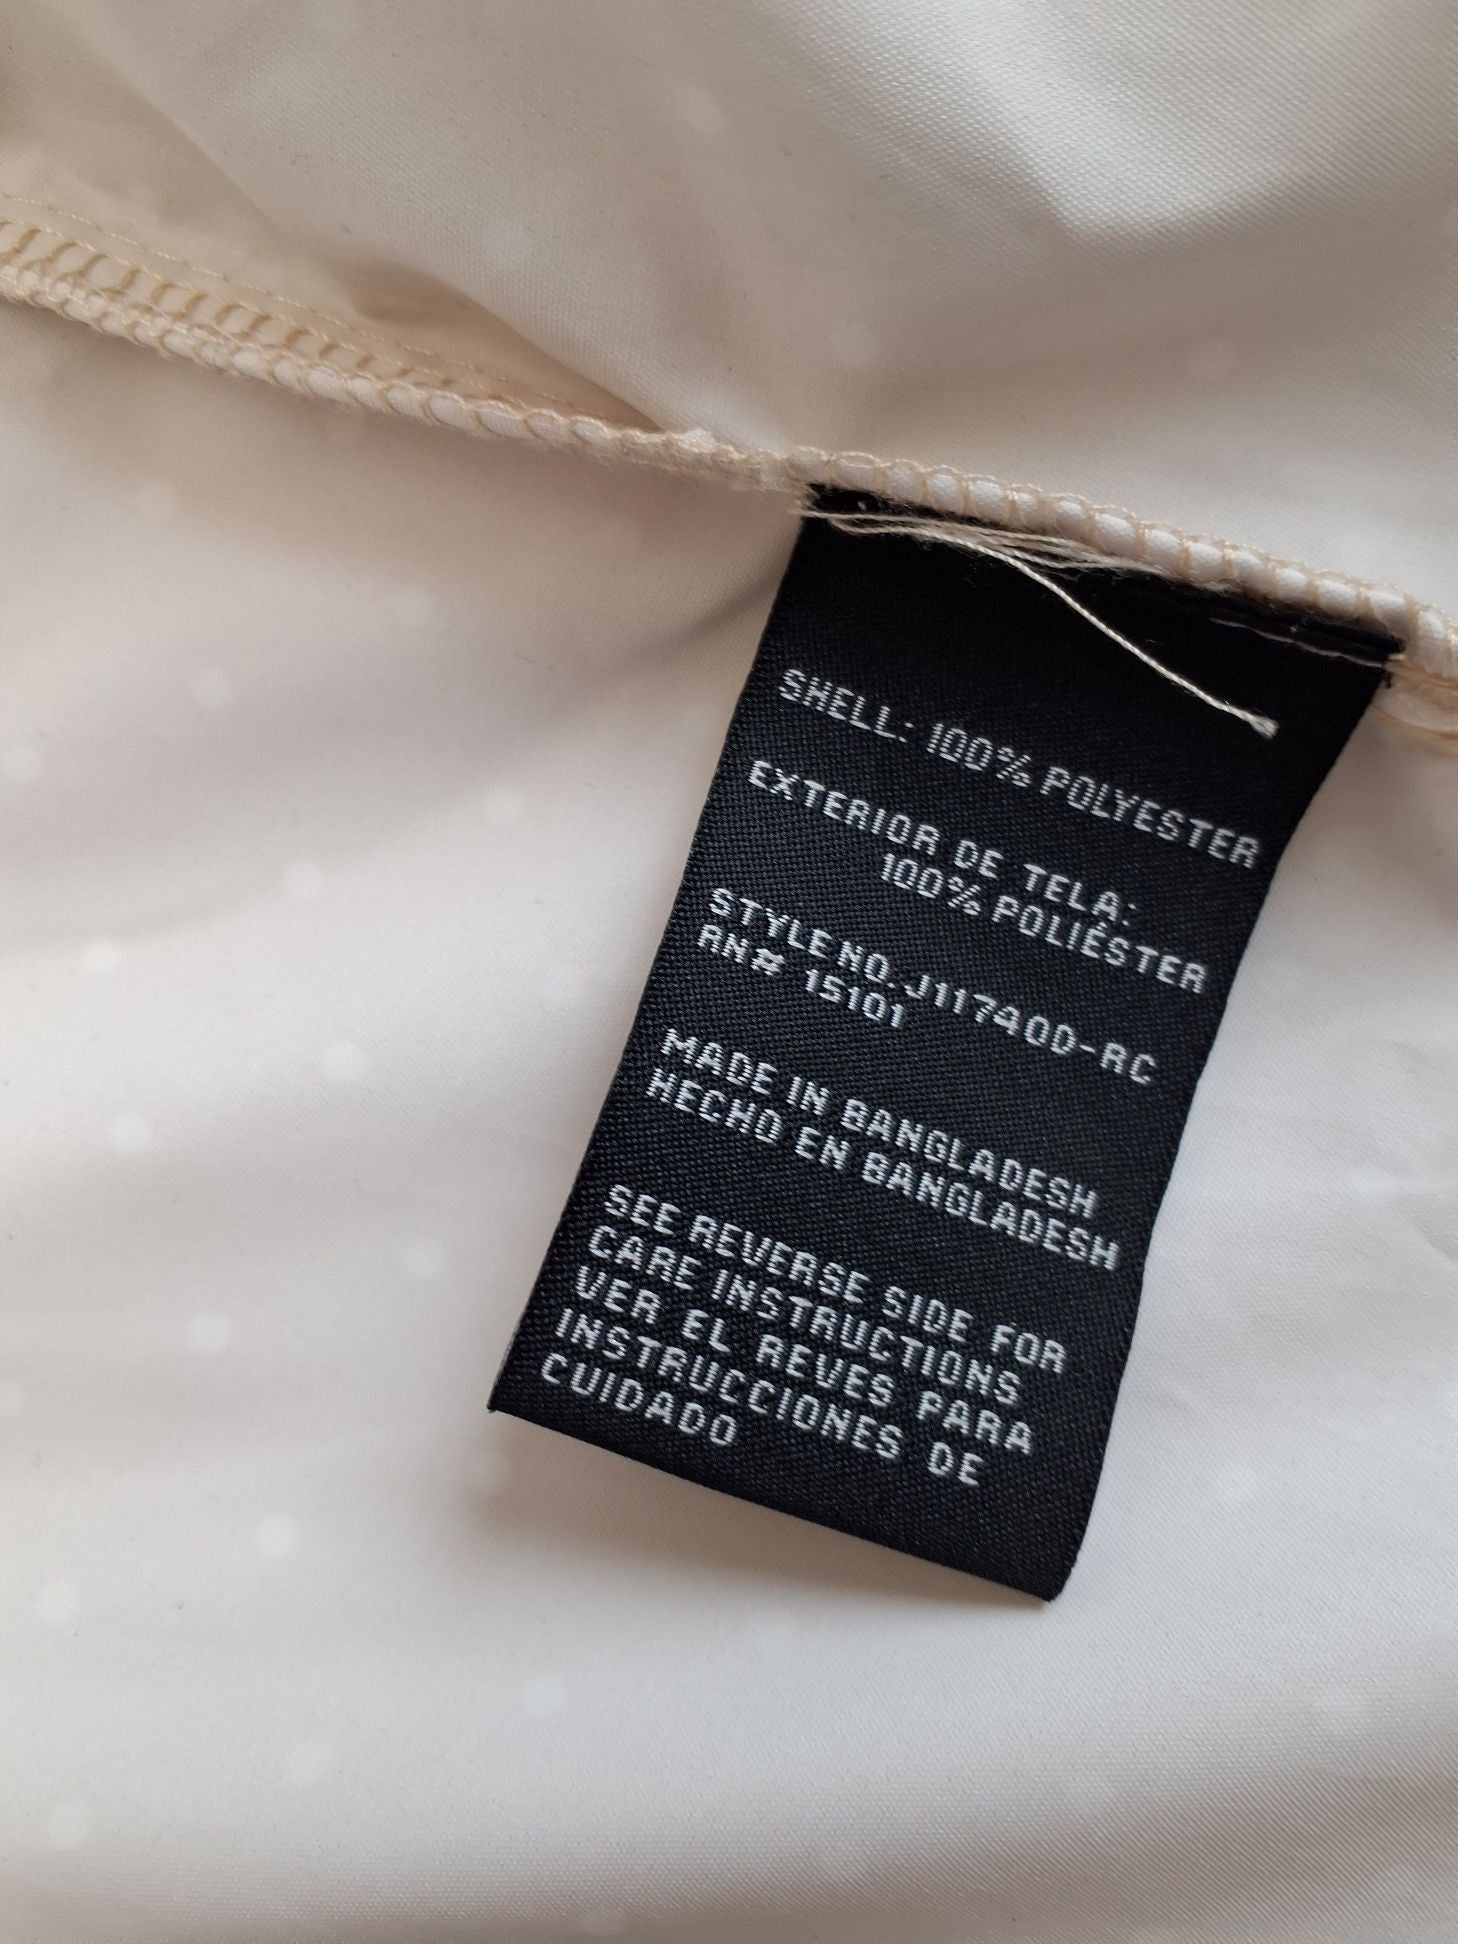 SHELL: 100% POLYESTER
EXTERIOR DE TELA:
100% POLIÉSTER
STYLE NO. J11740D-RC
RN# 15101
MADE IN BANGLADESH
HECHO EN BANGLADESH
SEE REVERSE SIDE FOR
CARE INSTRUCTIONS
VER EL REVES PARA
INSTRUCCIONES DE
CUIDADO